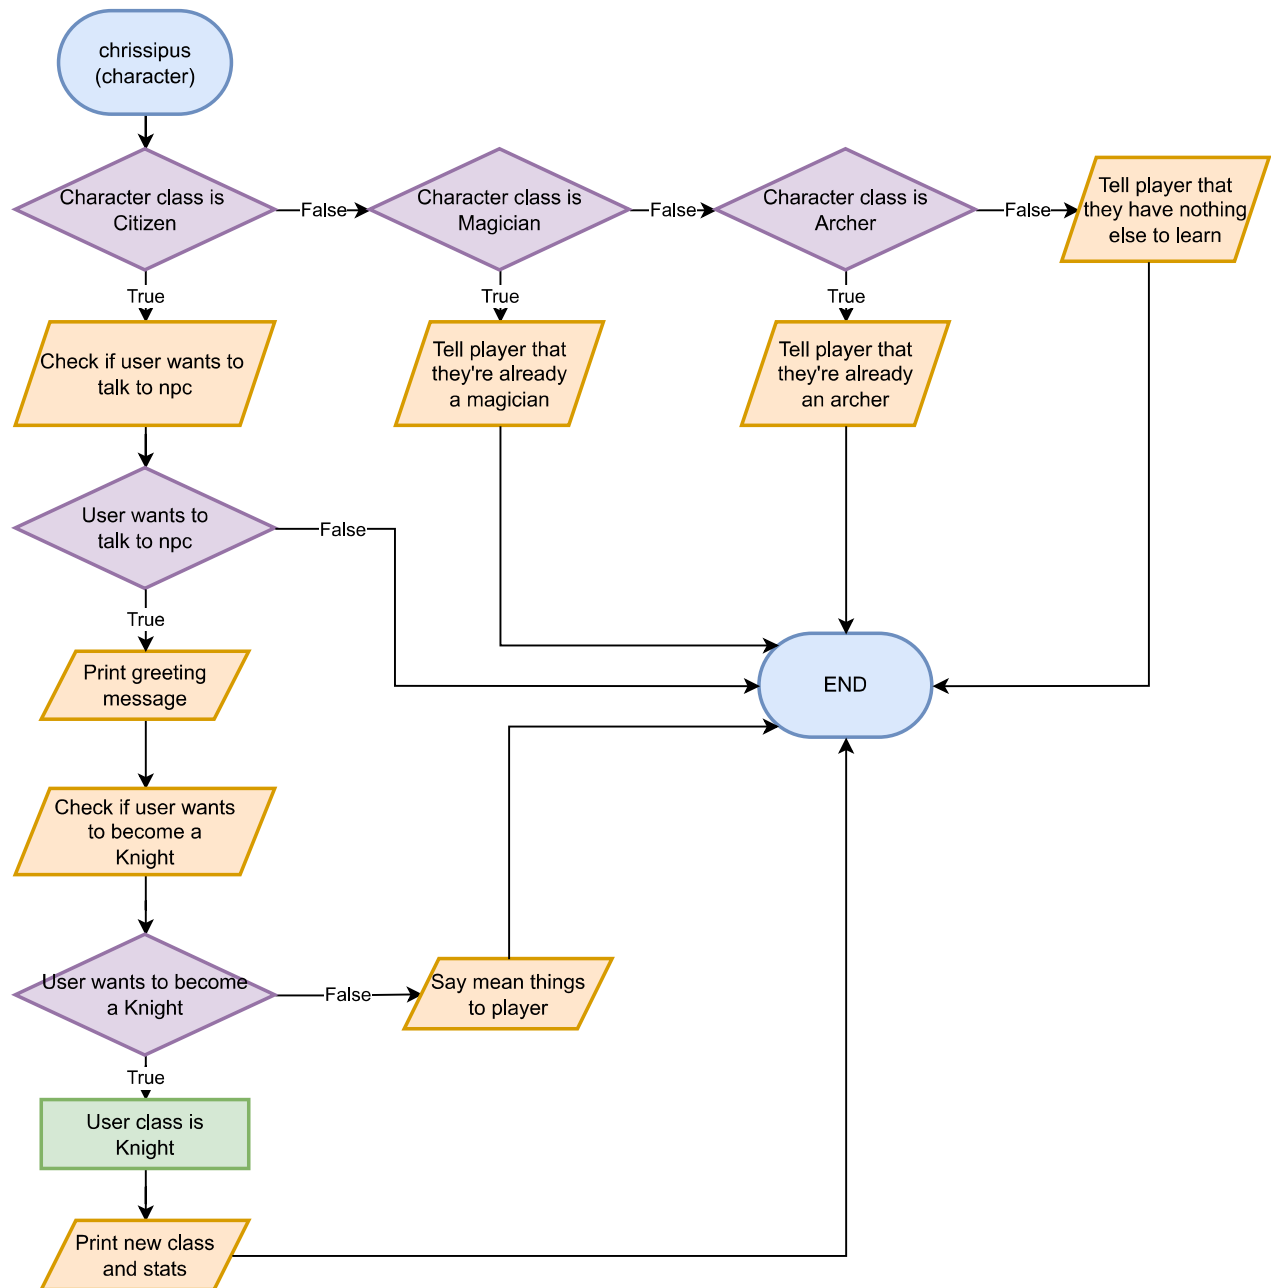 chrissipus
(character)
Character class is
Citizen
False
Character class is
Magician
False
Character class is
Archer
False
Tell player that
they have nothing
else to learn
True
True
True
Check if user wants to
talk to npc
Tell player that
they're already
a magician
Tell player that
they're already
an archer
User wants to
talk to npc
False
True
Print greeting
message
END
Check if user wants
to become a
Knight
User wants to become
a Knight
False
Say mean things
to player
True
User class is
Knight
Print new class
and stats